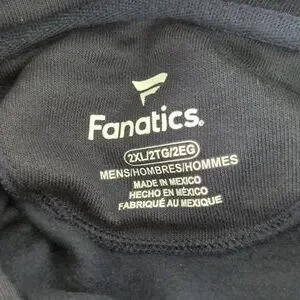 Fanatics.
2XL/2TG/2EG
MENS/HOMBRES/HOMMES
MADE IN MEXICO
HECHO EN MÉXICO
FABRIQUÉ AU MEXIQUE